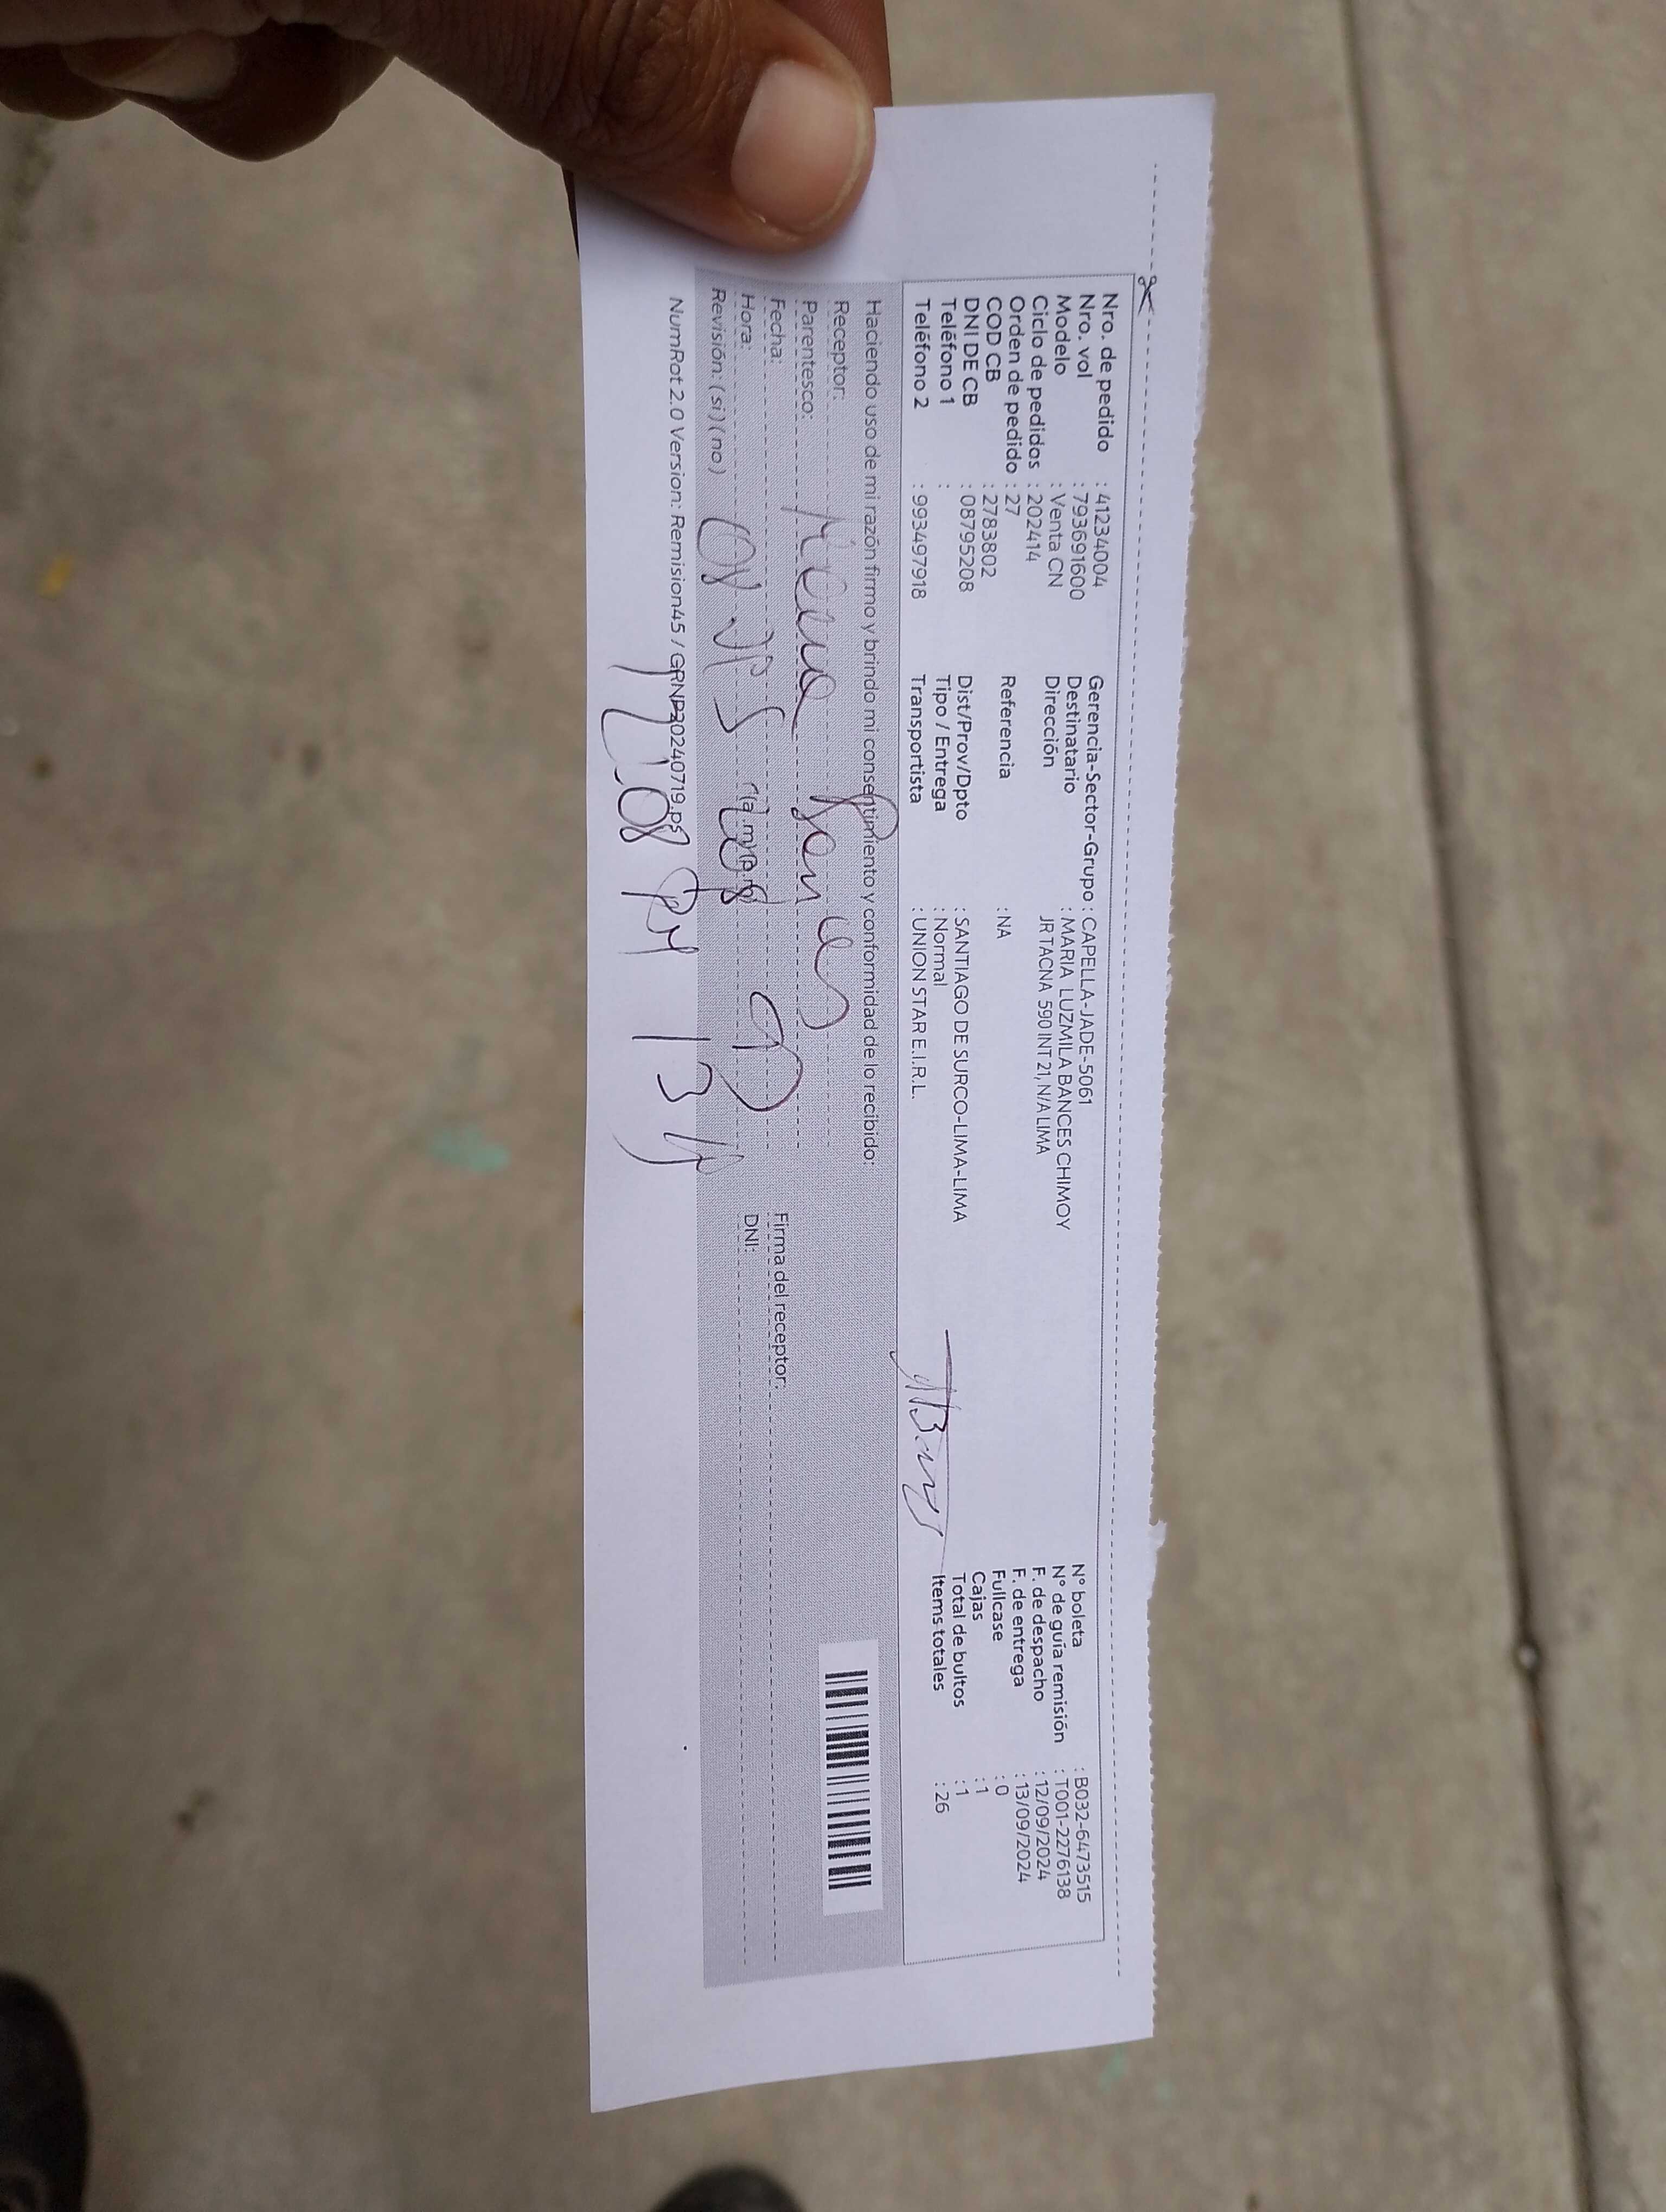 Nro. de pedido : 41234004
Nro. vol : 793691600
Modelo : Venta CN
Ciclo de pedidos : 202414
Orden de pedido : 27
COD CB : 2783802
DNI DE CB : 08795208
Teléfono 1 :
Teléfono 2 : 993497918
Gerencia-Sector-Grupo : CAPELLA-JADE-5061
Destinatario : MARIA LUZMILA BANCES CHIMOY
Dirección JR TACNA 590 INT 21, N/A LIMA
Referencia : NA
Dist/Prov/Dpto : SANTIAGO DE SURCO-LIMA-LIMA
Tipo / Entrega : Normal
Transportista : UNION STAR E.I.R.L.
N° boleta : B032-6473515
N° de guía remisión : T001-2276138
F. de despacho : 12/09/2024
F. de entrega : 13/09/2024
Fullcase : 0
Cajas : 1
Total de bultos : 1
Items totales : 26
Haciendo uso de mi razón firmo y brindo mi consentimiento y conformidad de lo recibido:
Receptor:
Parentesco:
Fecha:
Hora: (a.m)(p.m)
Revisión: (si) (no)
Firma del receptor:
DNI:
NumRot 2.0 Version: Remision45 / GRNP20240719.ps